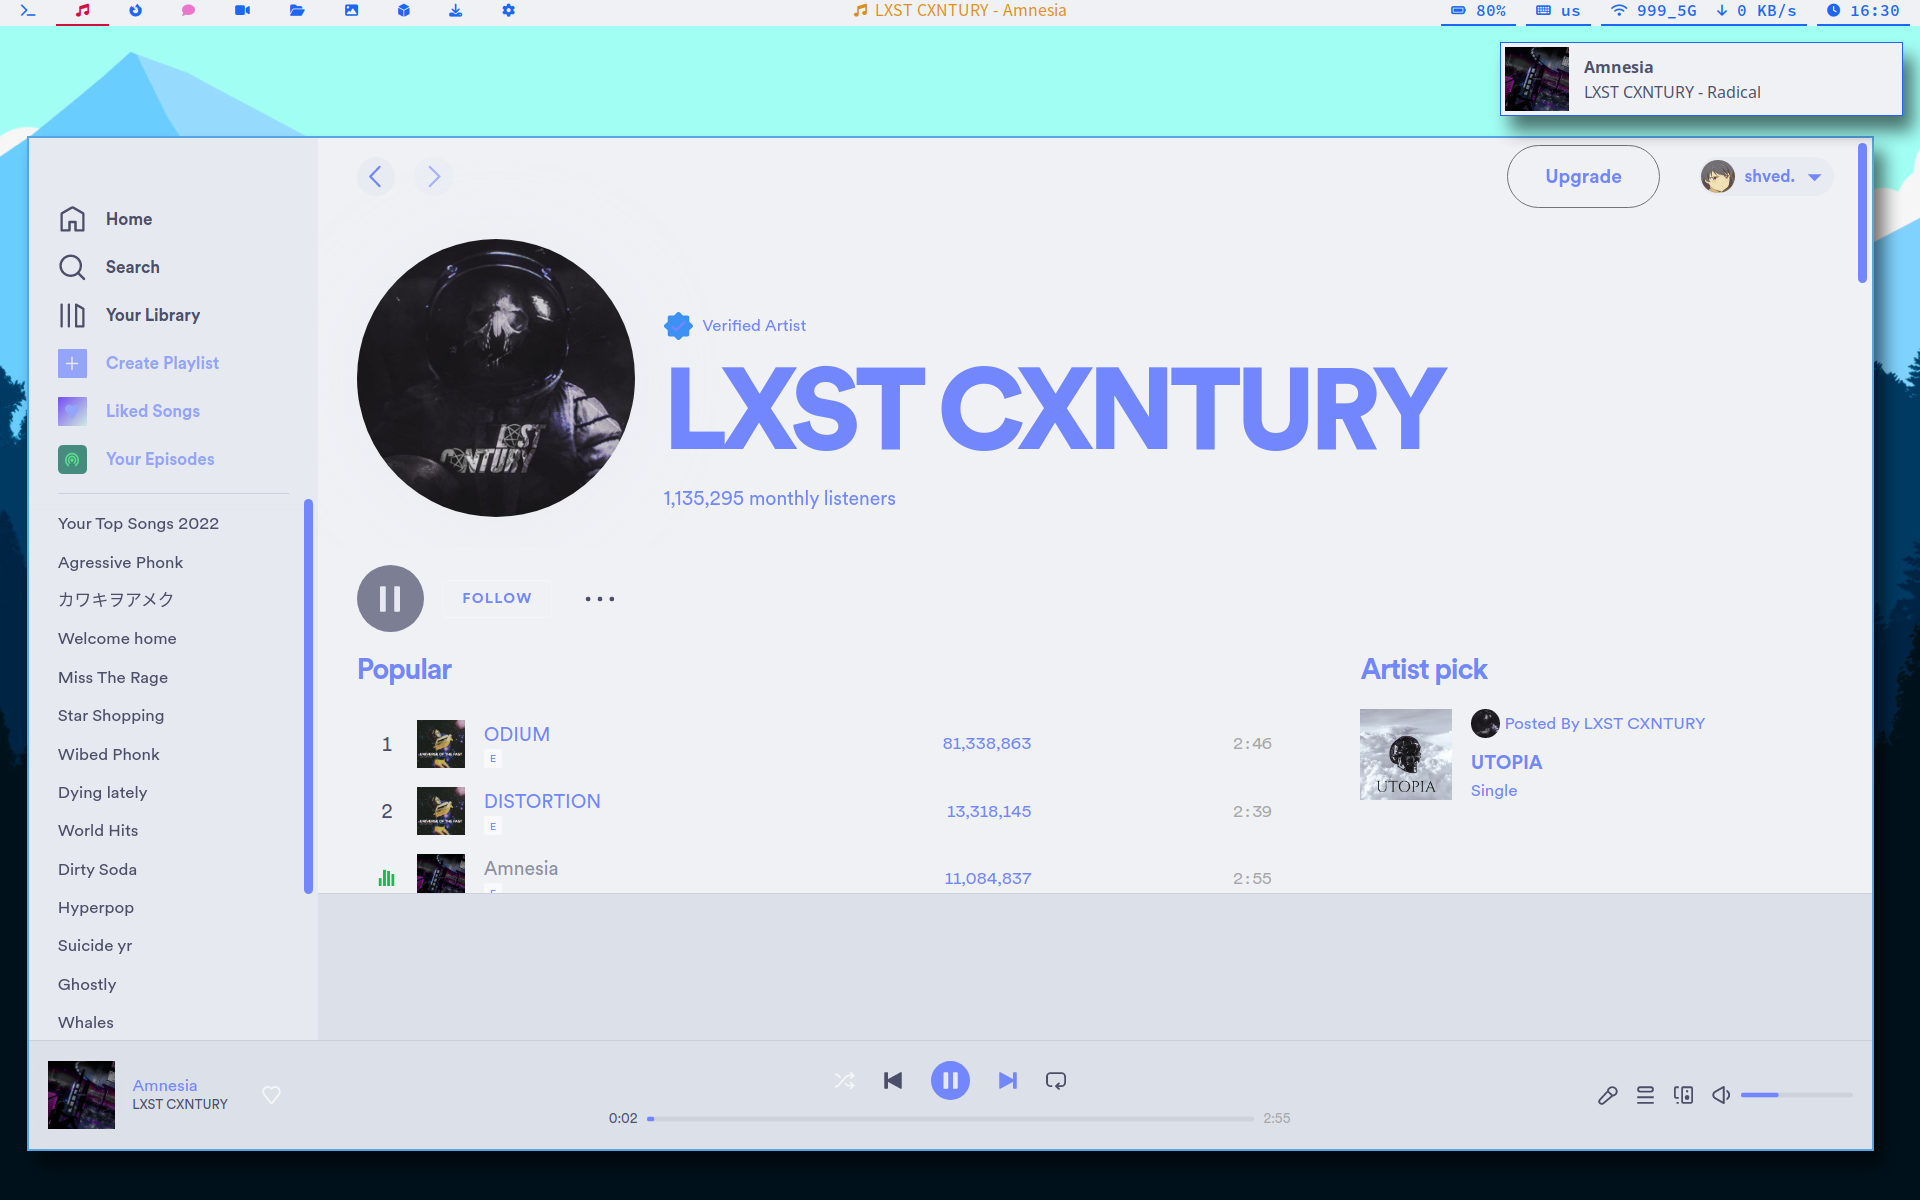 LXST CXNTURY - Amnesia
80%
us
999_5G
0 KB/s
16:30
Amnesia
LXST CXNTURY - Radical
Upgrade
shved.
Home
Search
Your Library
Create Playlist
Liked Songs
Your Episodes
Your Top Songs 2022
Agressive Phonk
カワキヲアメク
Welcome home
Miss The Rage
Star Shopping
Wibed Phonk
Dying lately
World Hits
Dirty Soda
Hyperpop
Suicide yr
Ghostly
Whales
LXST
CXNTURY
Verified Artist
LXST CXNTURY
1,135,295 monthly listeners
FOLLOW
Popular
1
ODIUM
E
81,338,863
2:46
2
DISTORTION
E
13,318,145
2:39
Amnesia
E
11,084,837
2:55
Artist pick
UTOPIA
Posted By LXST CXNTURY
UTOPIA
Single
Amnesia
LXST CXNTURY
0:02
2:55